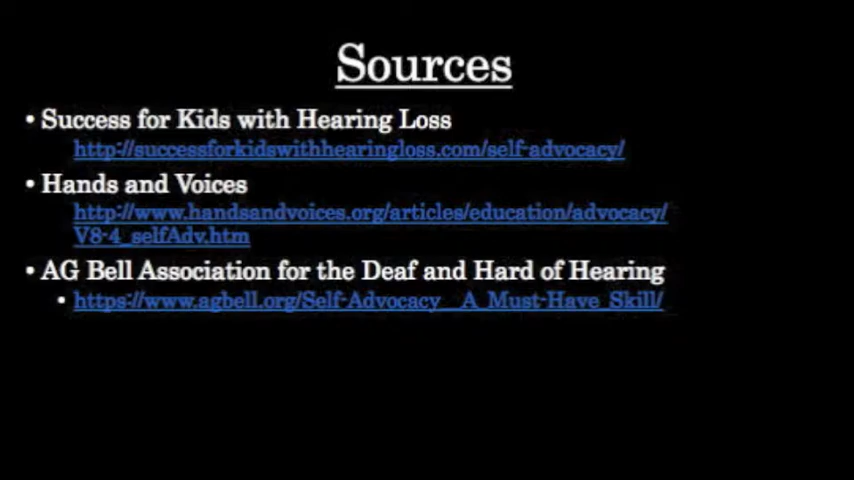 Sources
• Success for Kids with Hearing Loss
http://successforkidswithhearingloss.com/self-advocacy/
• Hands and Voices
http://www.handsandvoices.org/articles/education/advocacy/
V8-4_selfAdv.htm
• AG Bell Association for the Deaf and Hard of Hearing
• https://www.agbell.org/Self-Advocacy__A_Must-Have_Skill/